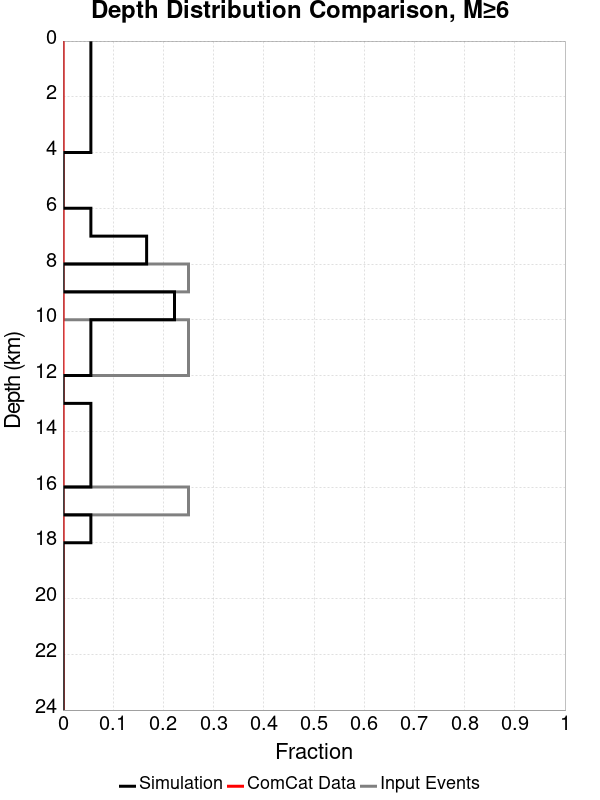 Depth Distribution Comparison, M≥6
0
2
4
6
8
10
12
14
16
18
20
22
24
Depth (km)
0 0.1 0.2 0.3 0.4 0.5 0.6 0.7 0.8 0.9 1
Fraction
Simulation ComCat Data Input Events